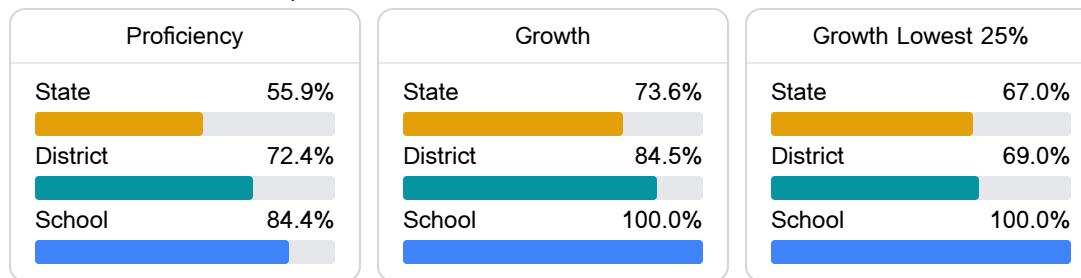 Proficiency
State 55.9%
District 72.4%
School 84.4%
Growth
State 73.6%
District 84.5%
School 100.0%
Growth Lowest 25%
State 67.0%
District 69.0%
School 100.0%